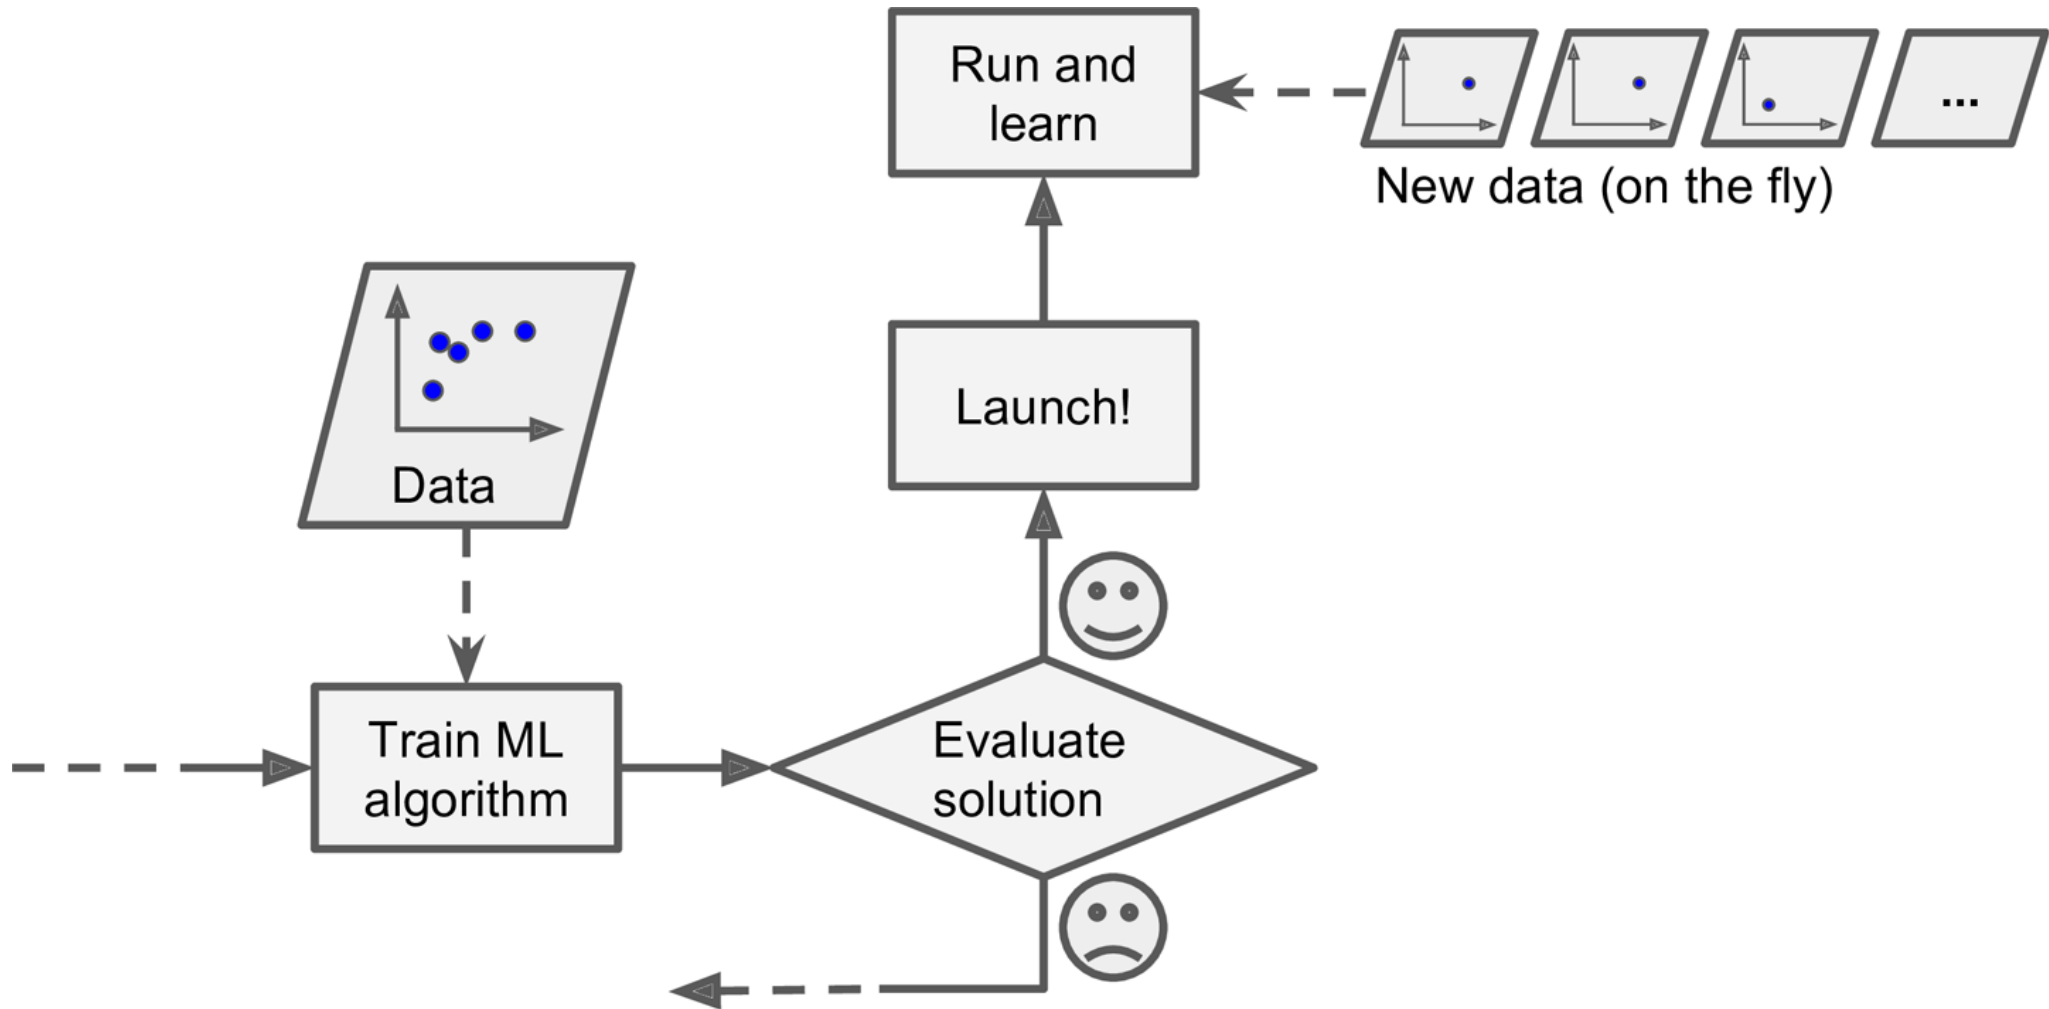 Run and
learn
...
New data (on the fly)
Launch!
Data
Train ML
algorithm
Evaluate
solution